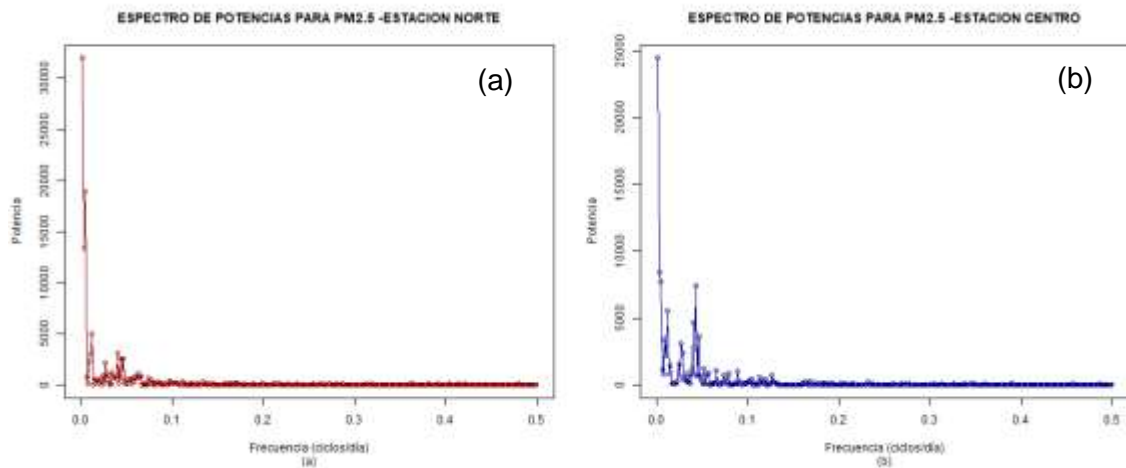 ESPECTRO DE POTENCIAS PARA PM2.5 -ESTACION NORTE
(a)
Potencia
30000
25000
20000
15000
10000
5000
0
0.0 0.1 0.2 0.3 0.4 0.5
Frecuencia (ciclos/día)
(a)
ESPECTRO DE POTENCIAS PARA PM2.5 -ESTACION CENTRO
(b)
Potencia
25000
20000
15000
10000
5000
0
0.0 0.1 0.2 0.3 0.4 0.5
Frecuencia (ciclos/día)
(b)